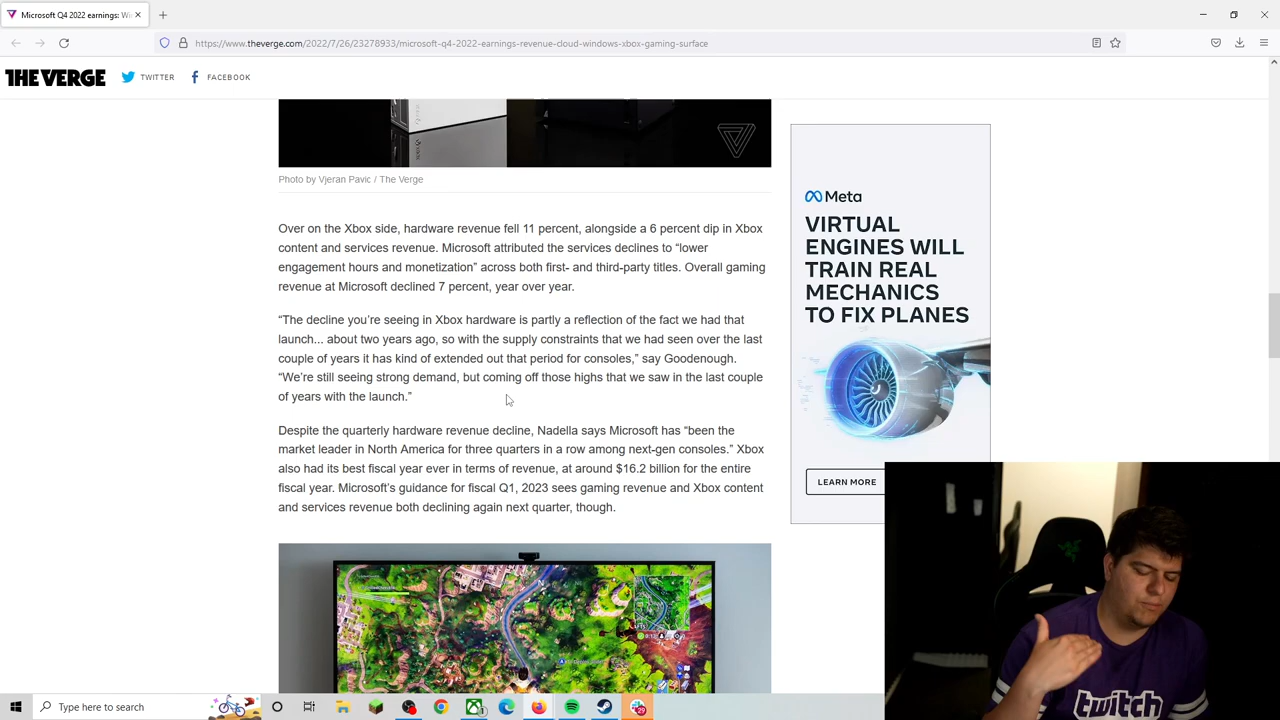 Microsoft Q4 2022 earnings: Wi
https://www.theverge.com/2022/7/26/23278933/microsoft-q4-2022-earnings-revenue-cloud-windows-xbox-gaming-surface
THE VERGE TWITTER FACEBOOK
Photo by Vjeran Pavic / The Verge
Over on the Xbox side, hardware revenue fell 11 percent, alongside a 6 percent dip in Xbox
content and services revenue. Microsoft attributed the services declines to “lower
engagement hours and monetization” across both first- and third-party titles. Overall gaming
revenue at Microsoft declined 7 percent, year over year.
“The decline you’re seeing in Xbox hardware is partly a reflection of the fact we had that
launch... about two years ago, so with the supply constraints that we had seen over the last
couple of years it has kind of extended out that period for consoles,” say Goodenough.
“We’re still seeing strong demand, but coming off those highs that we saw in the last couple
of years with the launch.”
Despite the quarterly hardware revenue decline, Nadella says Microsoft has “been the
market leader in North America for three quarters in a row among next-gen consoles.” Xbox
also had its best fiscal year ever in terms of revenue, at around $16.2 billion for the entire
fiscal year. Microsoft’s guidance for fiscal Q1, 2023 sees gaming revenue and Xbox content
and services revenue both declining again next quarter, though.
Meta
VIRTUAL
ENGINES WILL
TRAIN REAL
MECHANICS
TO FIX PLANES
LEARN MORE
twitch
Type here to search